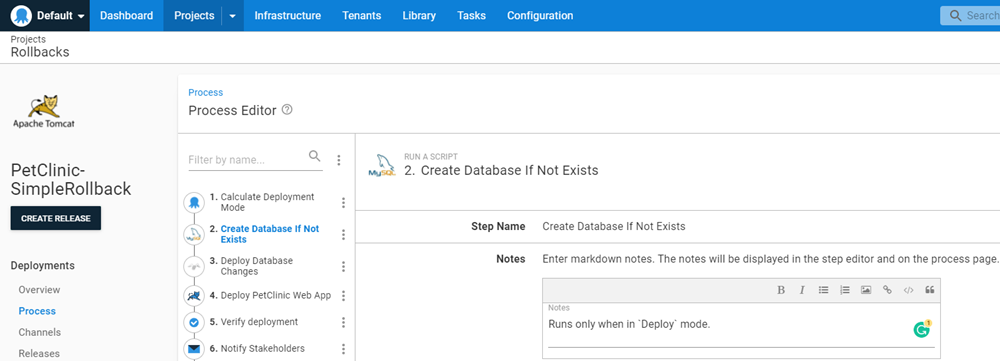 Default Dashboard Projects Infrastructure Tenants Library Tasks Configuration Search
Projects
Rollbacks
Apache Tomcat
PetClinic-
SimpleRollback
CREATE RELEASE
Deployments
Overview
Process
Channels
Releases
Process
Process Editor ?
Filter by name...
1. Calculate Deployment
Mode
2. Create Database If Not
Exists
3. Deploy Database
Changes
4. Deploy PetClinic Web App
5. Verify deployment
6. Notify Stakeholders
MySQL
RUN A SCRIPT
2. Create Database If Not Exists
Step Name Create Database If Not Exists
Notes Enter markdown notes. The notes will be displayed in the step editor and on the process page.
B I
Notes
Runs only when in `Deploy` mode.
1